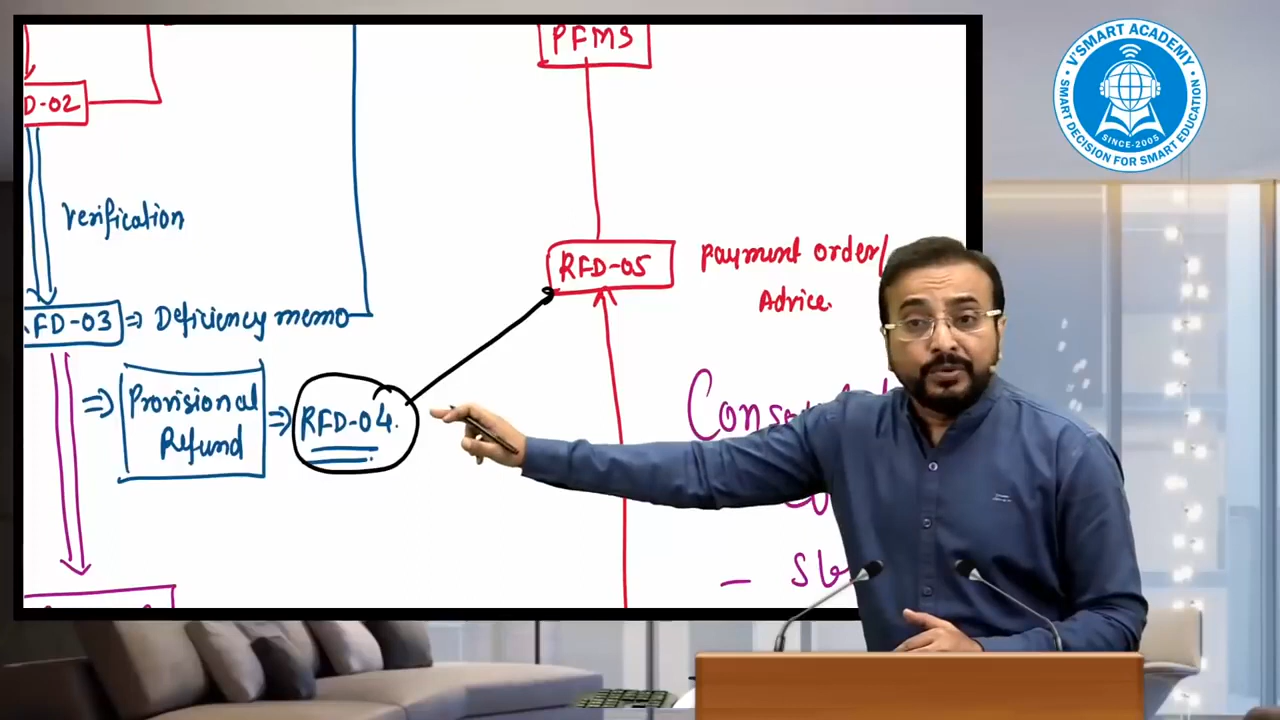 PFMS
D-02
Verification
RFD-05
Payment order/
Advice.
FD-03 ⇒ Deficiency memo
⇒ Provisional
Refund
⇒ RFD-04.
V'SMART ACADEMY
SINCE-2005
SMART DECISION FOR SMART EDUCATION